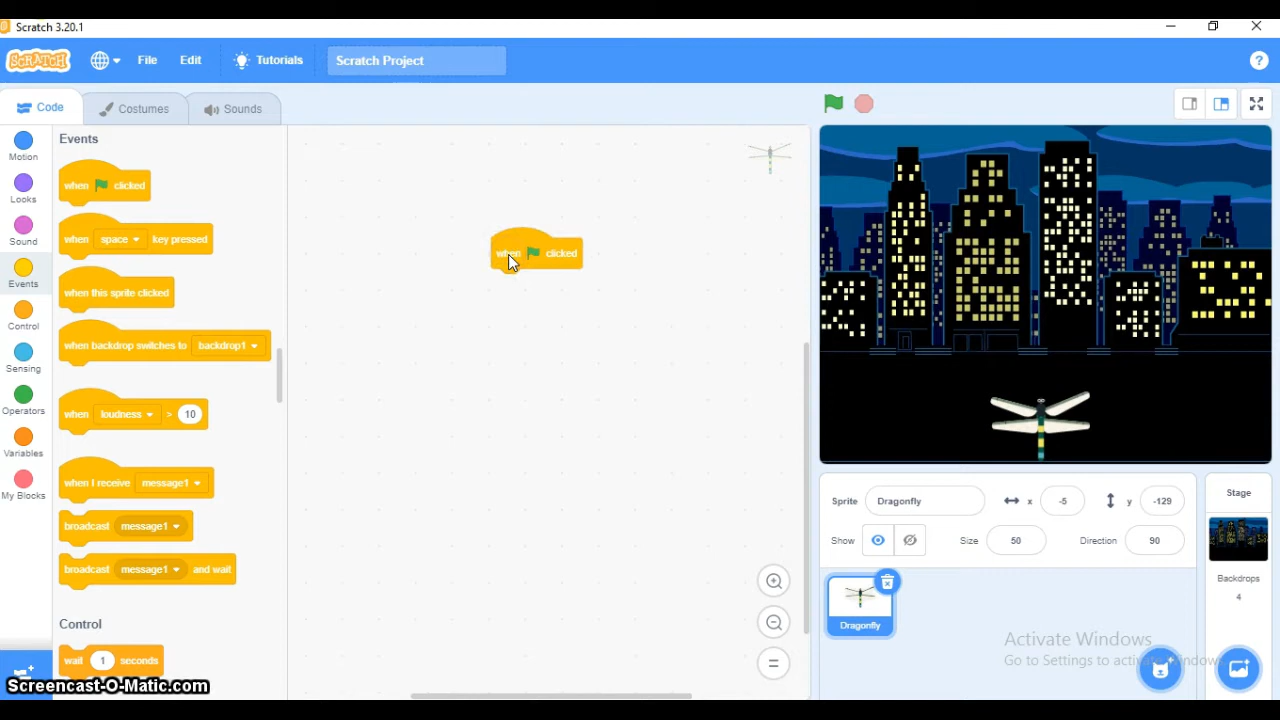 Scratch 3.20.1
SCRATCH File Edit Tutorials Scratch Project ?
Code Costumes Sounds
Motion
Looks
Sound
Events
Control
Sensing
Operators
Variables
My Blocks
Events
when clicked
when space key pressed
when this sprite clicked
when backdrop switches to backdrop1
when loudness > 10
when I receive message1
broadcast message1
broadcast message1 and wait
Control
wait 1 seconds
when clicked
Sprite Dragonfly x -5 y -129
Show Size 50 Direction 90
Dragonfly
Stage
Backdrops
4
Activate Windows
Go to Settings to activate Windows
Screencast-O-Matic.com